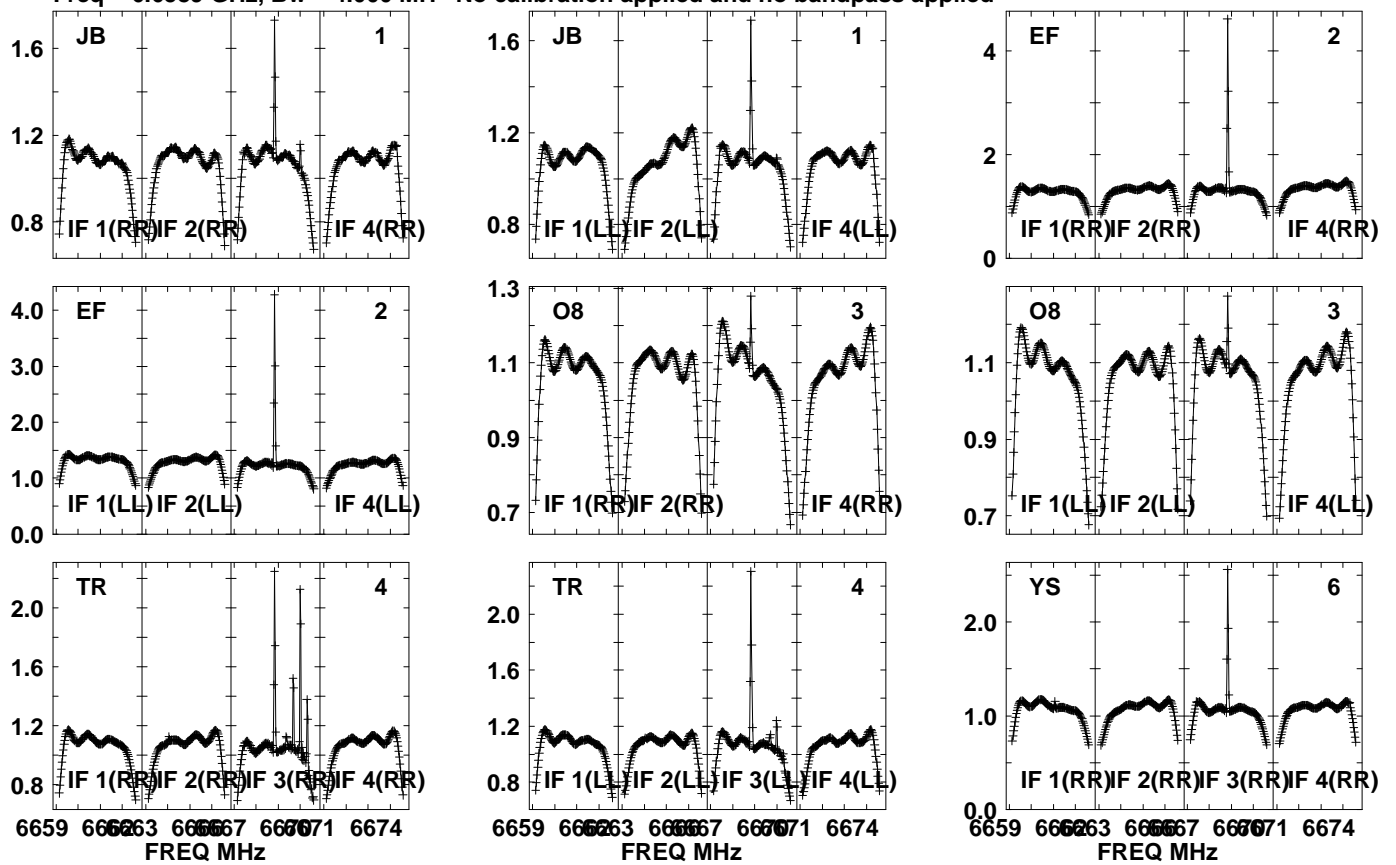 No calibration applied and no bandpass applied
JB 1
1.6
1.2
0.8
IF 1(RR) IF 2(RR) IF 4(RR)
JB 1
1.6
1.2
0.8
IF 1(LL) IF 2(LL) IF 4(LL)
EF 2
4
2
0
IF 1(RR) IF 2(RR) IF 4(RR)
EF 2
4.0
3.0
2.0
1.0
0.0
IF 1(LL) IF 2(LL) IF 4(LL)
O8 3
1.3
1.1
0.9
0.7
IF 1(RR) IF 2(RR) IF 4(RR)
O8 3
1.1
0.9
0.7
IF 1(LL) IF 2(LL) IF 4(LL)
TR 4
2.0
1.6
1.2
0.8
IF 1(RR) IF 2(RR) IF 3(RR) IF 4(RR)
6659 6663 6667 6671 6674
FREQ MHz
TR 4
2.0
1.6
1.2
0.8
IF 1(LL) IF 2(LL) IF 3(LL) IF 4(LL)
6659 6663 6667 6671 6674
YS 6
2.0
1.0
0.0
IF 1(RR) IF 2(RR) IF 3(RR) IF 4(RR)
6659 6663 6667 6671 6674
FREQ MHz